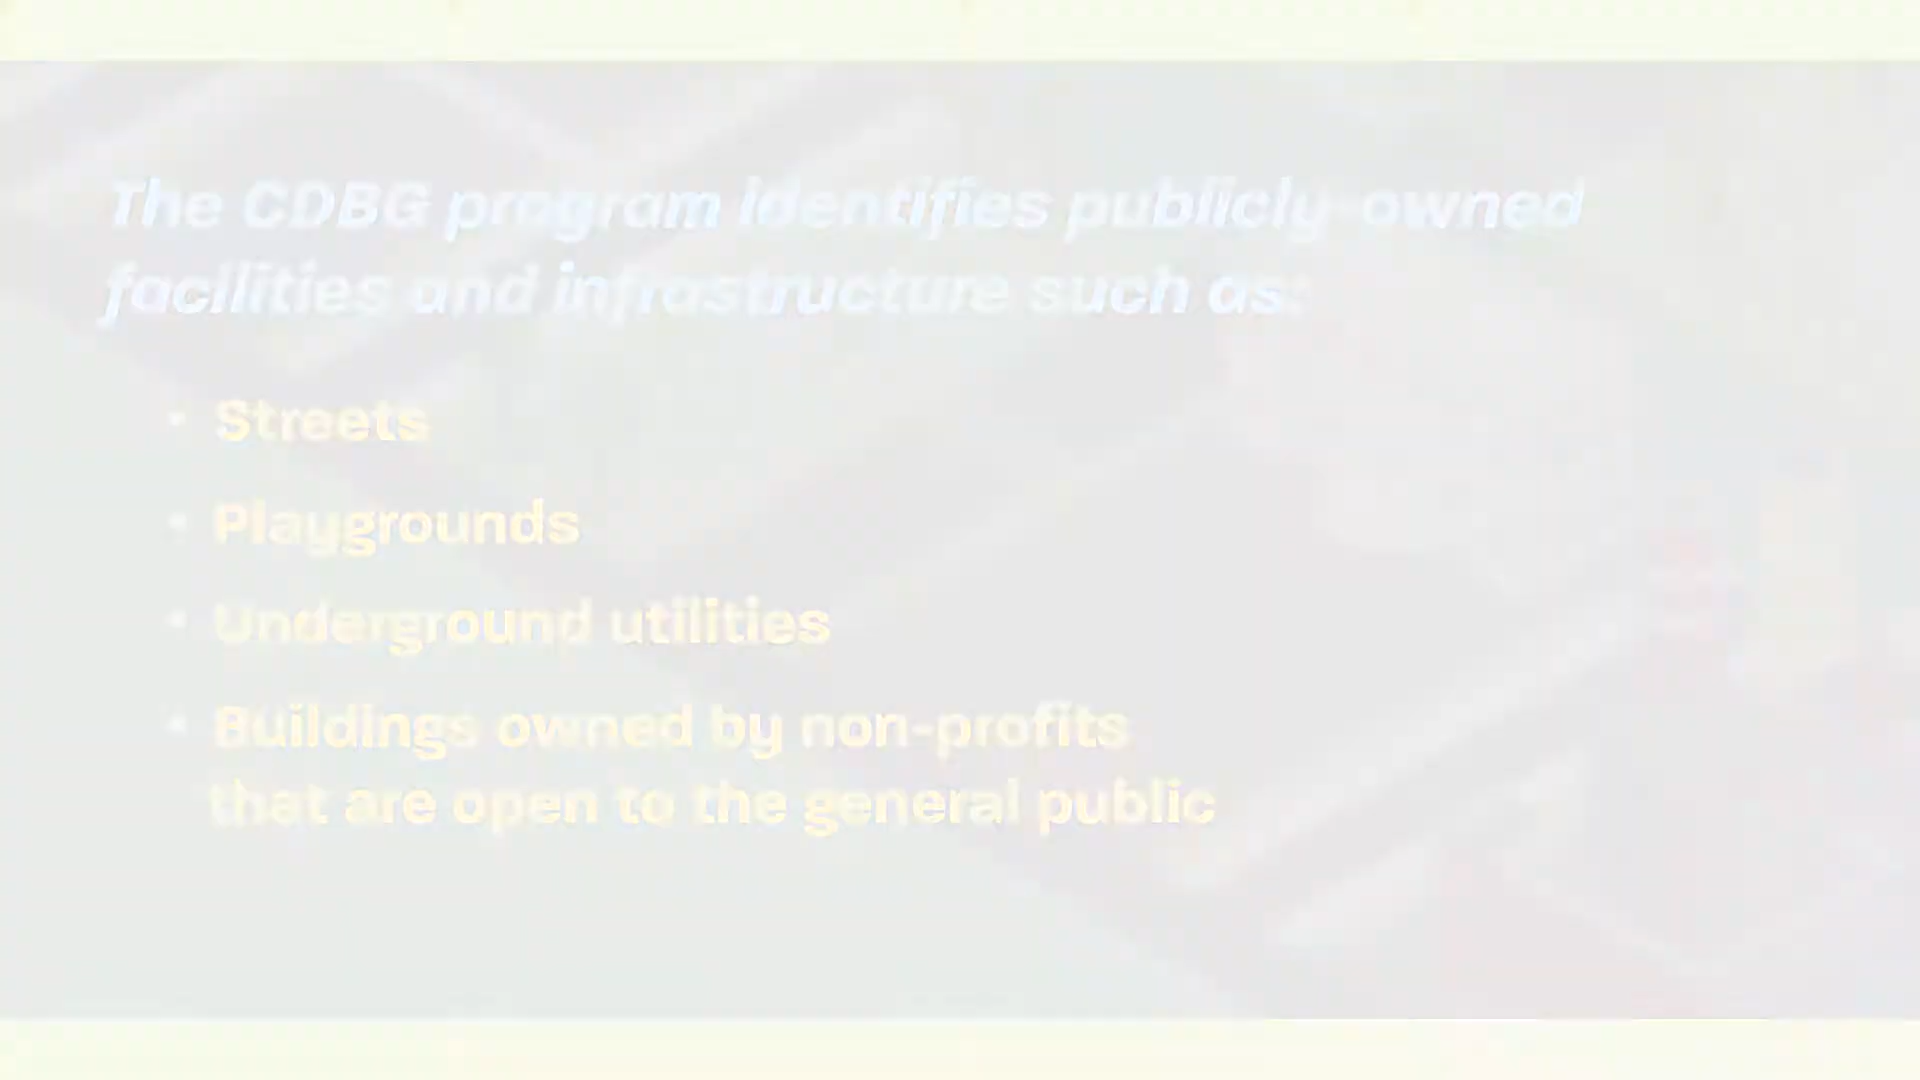 The CDBG program identifies publicly-owned
facilities and infrastructure such as:
• Streets
• Playgrounds
• Underground utilities
• Buildings owned by non-profits
that are open to the general public